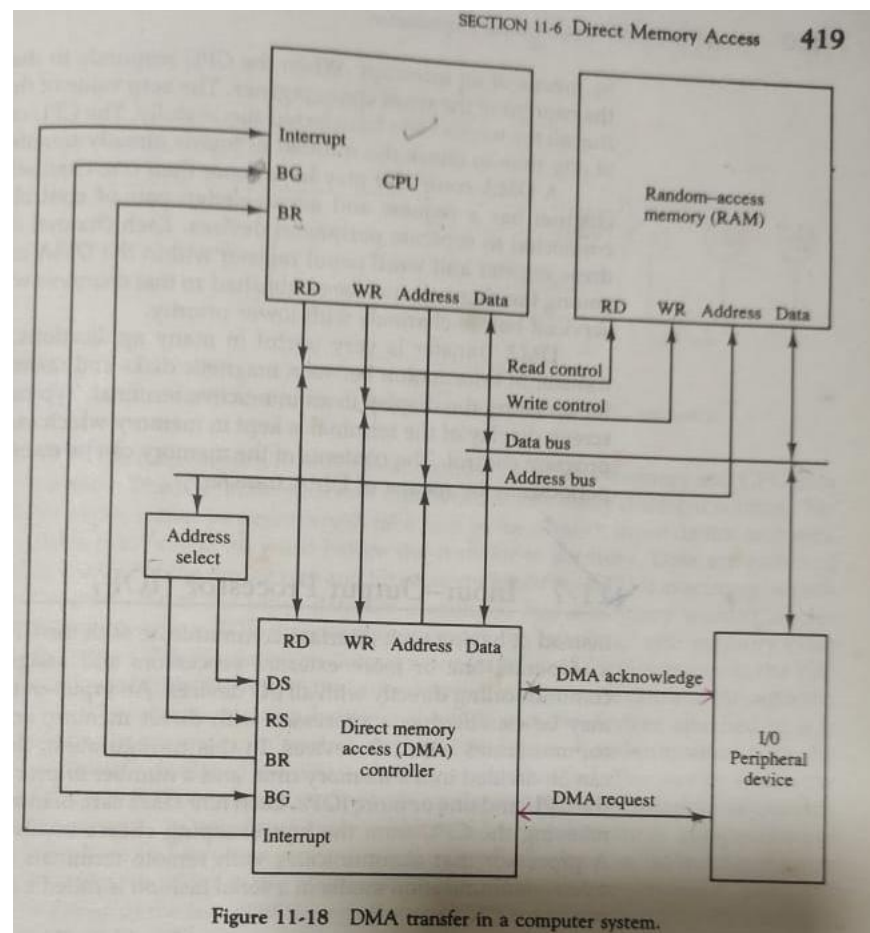 SECTION 11-6 Direct Memory Access 419
Interrupt
BG
CPU
BR
RD WR Address Data
Random-access
memory (RAM)
RD WR Address Data
Read control
Write control
Data bus
Address bus
Address
select
RD WR Address Data
DS
RS
BR
BG
Interrupt
Direct memory
access (DMA)
controller
DMA acknowledge
DMA request
I/O
Peripheral
device
Figure 11-18 DMA transfer in a computer system.